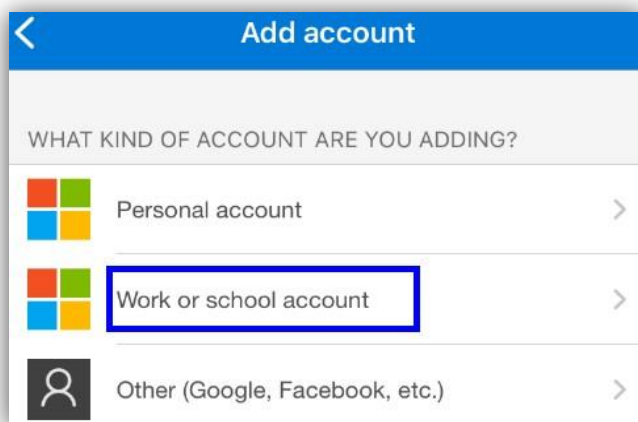 Add account
WHAT KIND OF ACCOUNT ARE YOU ADDING?
Personal account
Work or school account
Other (Google, Facebook, etc.)